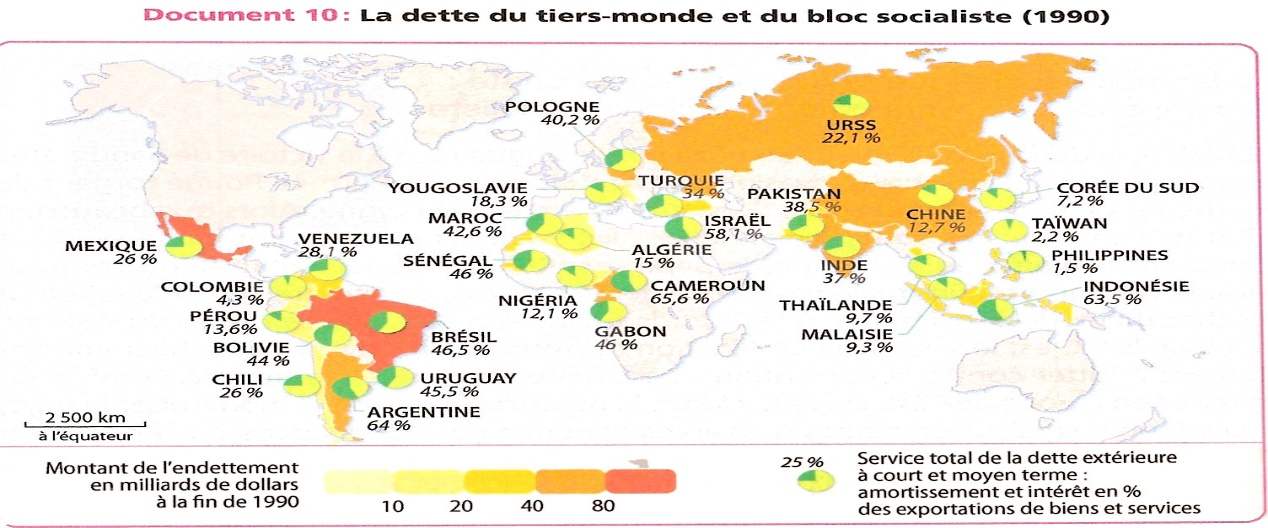 Document 10 : La dette du tiers-monde et du bloc socialiste (1990)
POLOGNE
40,2 %
URSS
22,1 %
YOUGOSLAVIE
18,3 %
TURQUIE
34 %
PAKISTAN
38,5 %
CORÉE DU SUD
7,2 %
MAROC
42,6 %
ISRAËL
58,1 %
CHINE
12,7 %
TAÏWAN
2,2 %
MEXIQUE
26 %
VENEZUELA
28,1 %
SÉNÉGAL
46 %
ALGÉRIE
15 %
INDE
37 %
PHILIPPINES
1,5 %
COLOMBIE
4,3 %
NIGÉRIA
12,1 %
CAMEROUN
65,6 %
INDONÉSIE
63,5 %
THAÏLANDE
9,7 %
PÉROU
13,6%
BRÉSIL
46,5 %
GABON
46 %
MALAISIE
9,3 %
BOLIVIE
44 %
CHILI
26 %
URUGUAY
45,5 %
ARGENTINE
64 %
2 500 km
à l'équateur
Montant de l'endettement
en milliards de dollars
à la fin de 1990
10 20 40 80
25 %
Service total de la dette extérieure
à court et moyen terme :
amortissement et intérêt en %
des exportations de biens et services